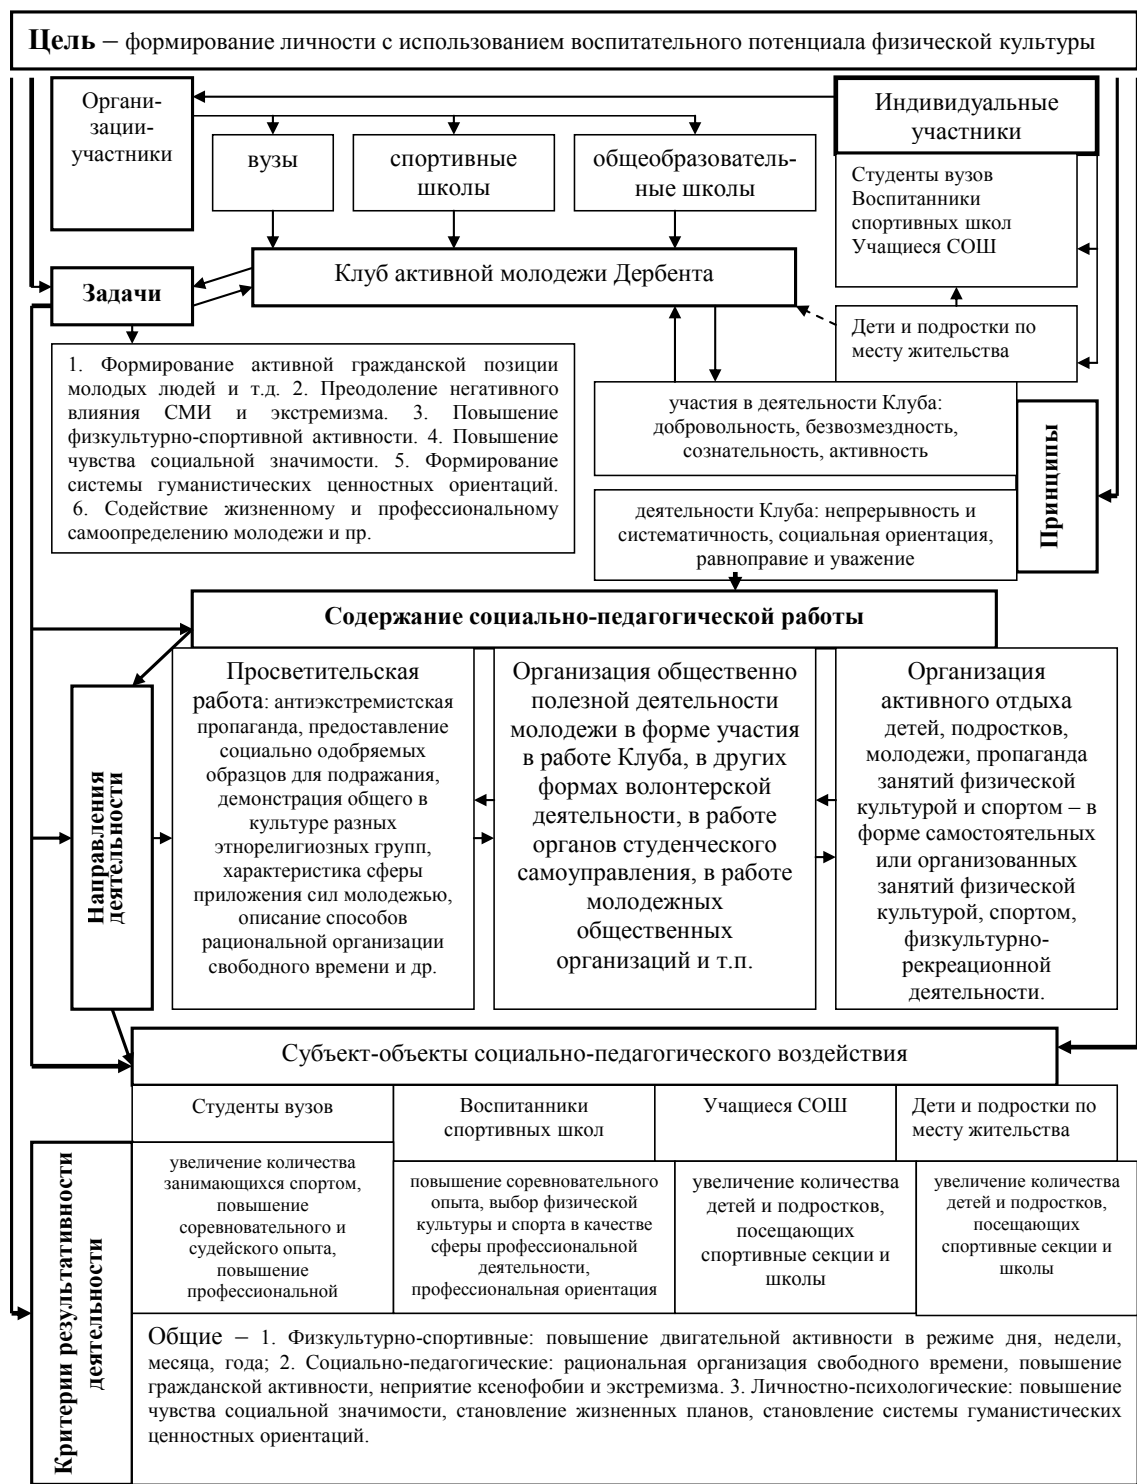 Цель – формирование личности с использованием воспитательного потенциала физической культуры
Органи-
зации-
участники
Индивидуальные
участники
вузы
спортивные
школы
общеобразователь-
ные школы
Студенты вузов
Воспитанники
спортивных школ
Учащиеся СОШ
Клуб активной молодежи Дербента
Задачи
Дети и подростки по
месту жительства
1. Формирование активной гражданской позиции
молодых людей и т.д. 2. Преодоление негативного
влияния СМИ и экстремизма. 3. Повышение
физкультурно-спортивной активности. 4. Повышение
чувства социальной значимости. 5. Формирование
системы гуманистических ценностных ориентаций.
6. Содействие жизненному и профессиональному
самоопределению молодежи и пр.
участия в деятельности Клуба:
добровольность, безвозмездность,
сознательность, активность
деятельности Клуба: непрерывность и
систематичность, социальная ориентация,
равноправие и уважение
Принципы
Содержание социально-педагогической работы
Направления
деятельности
Просветительская
работа: антиэкстремистская
пропаганда, предоставление
социально одобряемых
образцов для подражания,
демонстрация общего в
культуре разных
этнорелигиозных групп,
характеристика сферы
приложения сил молодежью,
описание способов
рациональной организации
свободного времени и др.
Организация общественно
полезной деятельности
молодежи в форме участия
в работе Клуба, в других
формах волонтерской
деятельности, в работе
органов студенческого
самоуправления, в работе
молодежных
общественных
организаций и т.п.
Организация
активного отдыха
детей, подростков,
молодежи, пропаганда
занятий физической
культурой и спортом – в
форме самостоятельных
или организованных
занятий физической
культурой, спортом,
физкультурно-
рекреационной
деятельности.
Субъект-объекты социально-педагогического воздействия
Студенты вузов
Воспитанники
спортивных школ
Учащиеся СОШ
Дети и подростки по
месту жительства
Критерии результативности
деятельности
увеличение количества
занимающихся спортом,
повышение
соревновательного и
судейского опыта,
повышение
профессиональной
повышение соревновательного
опыта, выбор физической
культуры и спорта в качестве
сферы профессиональной
деятельности,
профессиональная ориентация
увеличение количества
детей и подростков,
посещающих
спортивные секции и
школы
увеличение количества
детей и подростков,
посещающих
спортивные секции и
школы
Общие – 1. Физкультурно-спортивные: повышение двигательной активности в режиме дня, недели,
месяца, года; 2. Социально-педагогические: рациональная организация свободного времени, повышение
гражданской активности, неприятие ксенофобии и экстремизма. 3. Личностно-психологические: повышение
чувства социальной значимости, становление жизненных планов, становление системы гуманистических
ценностных ориентаций.